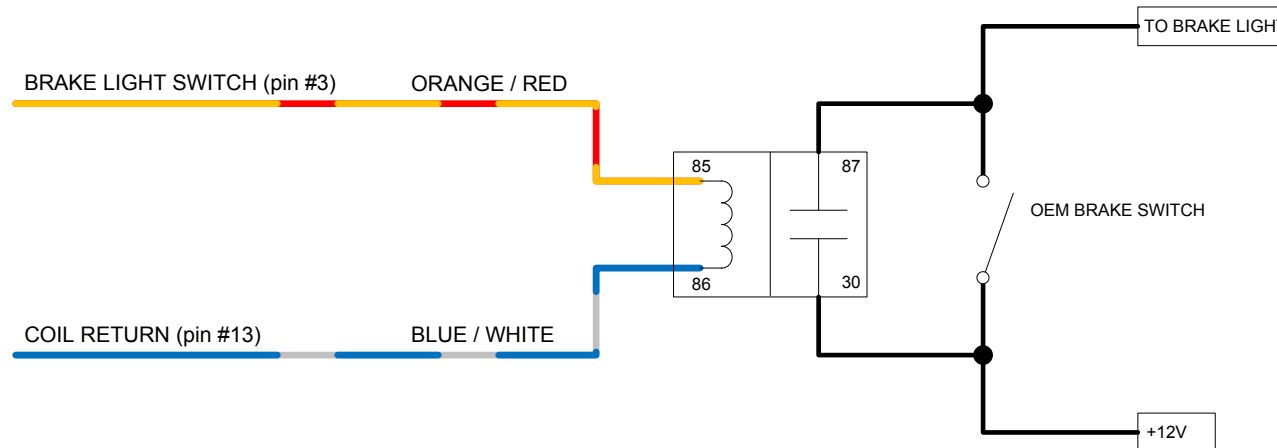 TO BRAKE LIGHT
BRAKE LIGHT SWITCH (pin #3)
ORANGE / RED
85
87
OEM BRAKE SWITCH
86
30
COIL RETURN (pin #13)
BLUE / WHITE
+12V